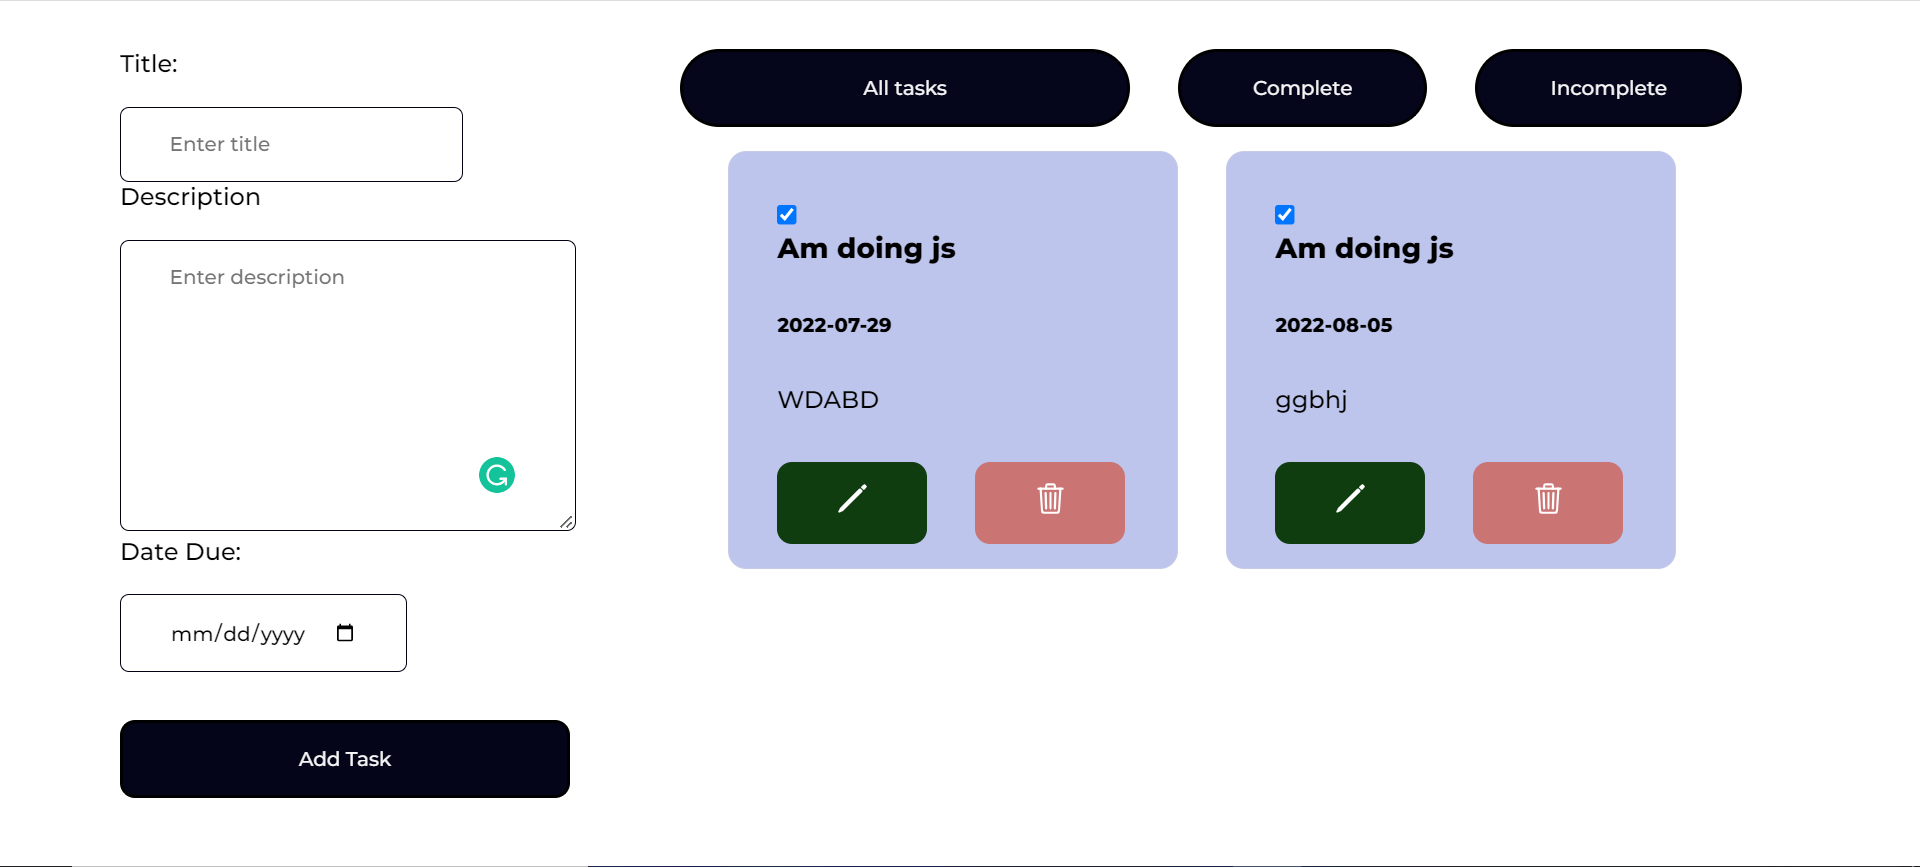 Title:
Enter title
Description
Enter description
Date Due:
mm/dd/yyyy
Add Task
All tasks
Complete
Incomplete
Am doing js
2022-07-29
WDABD
Am doing js
2022-08-05
ggbhj